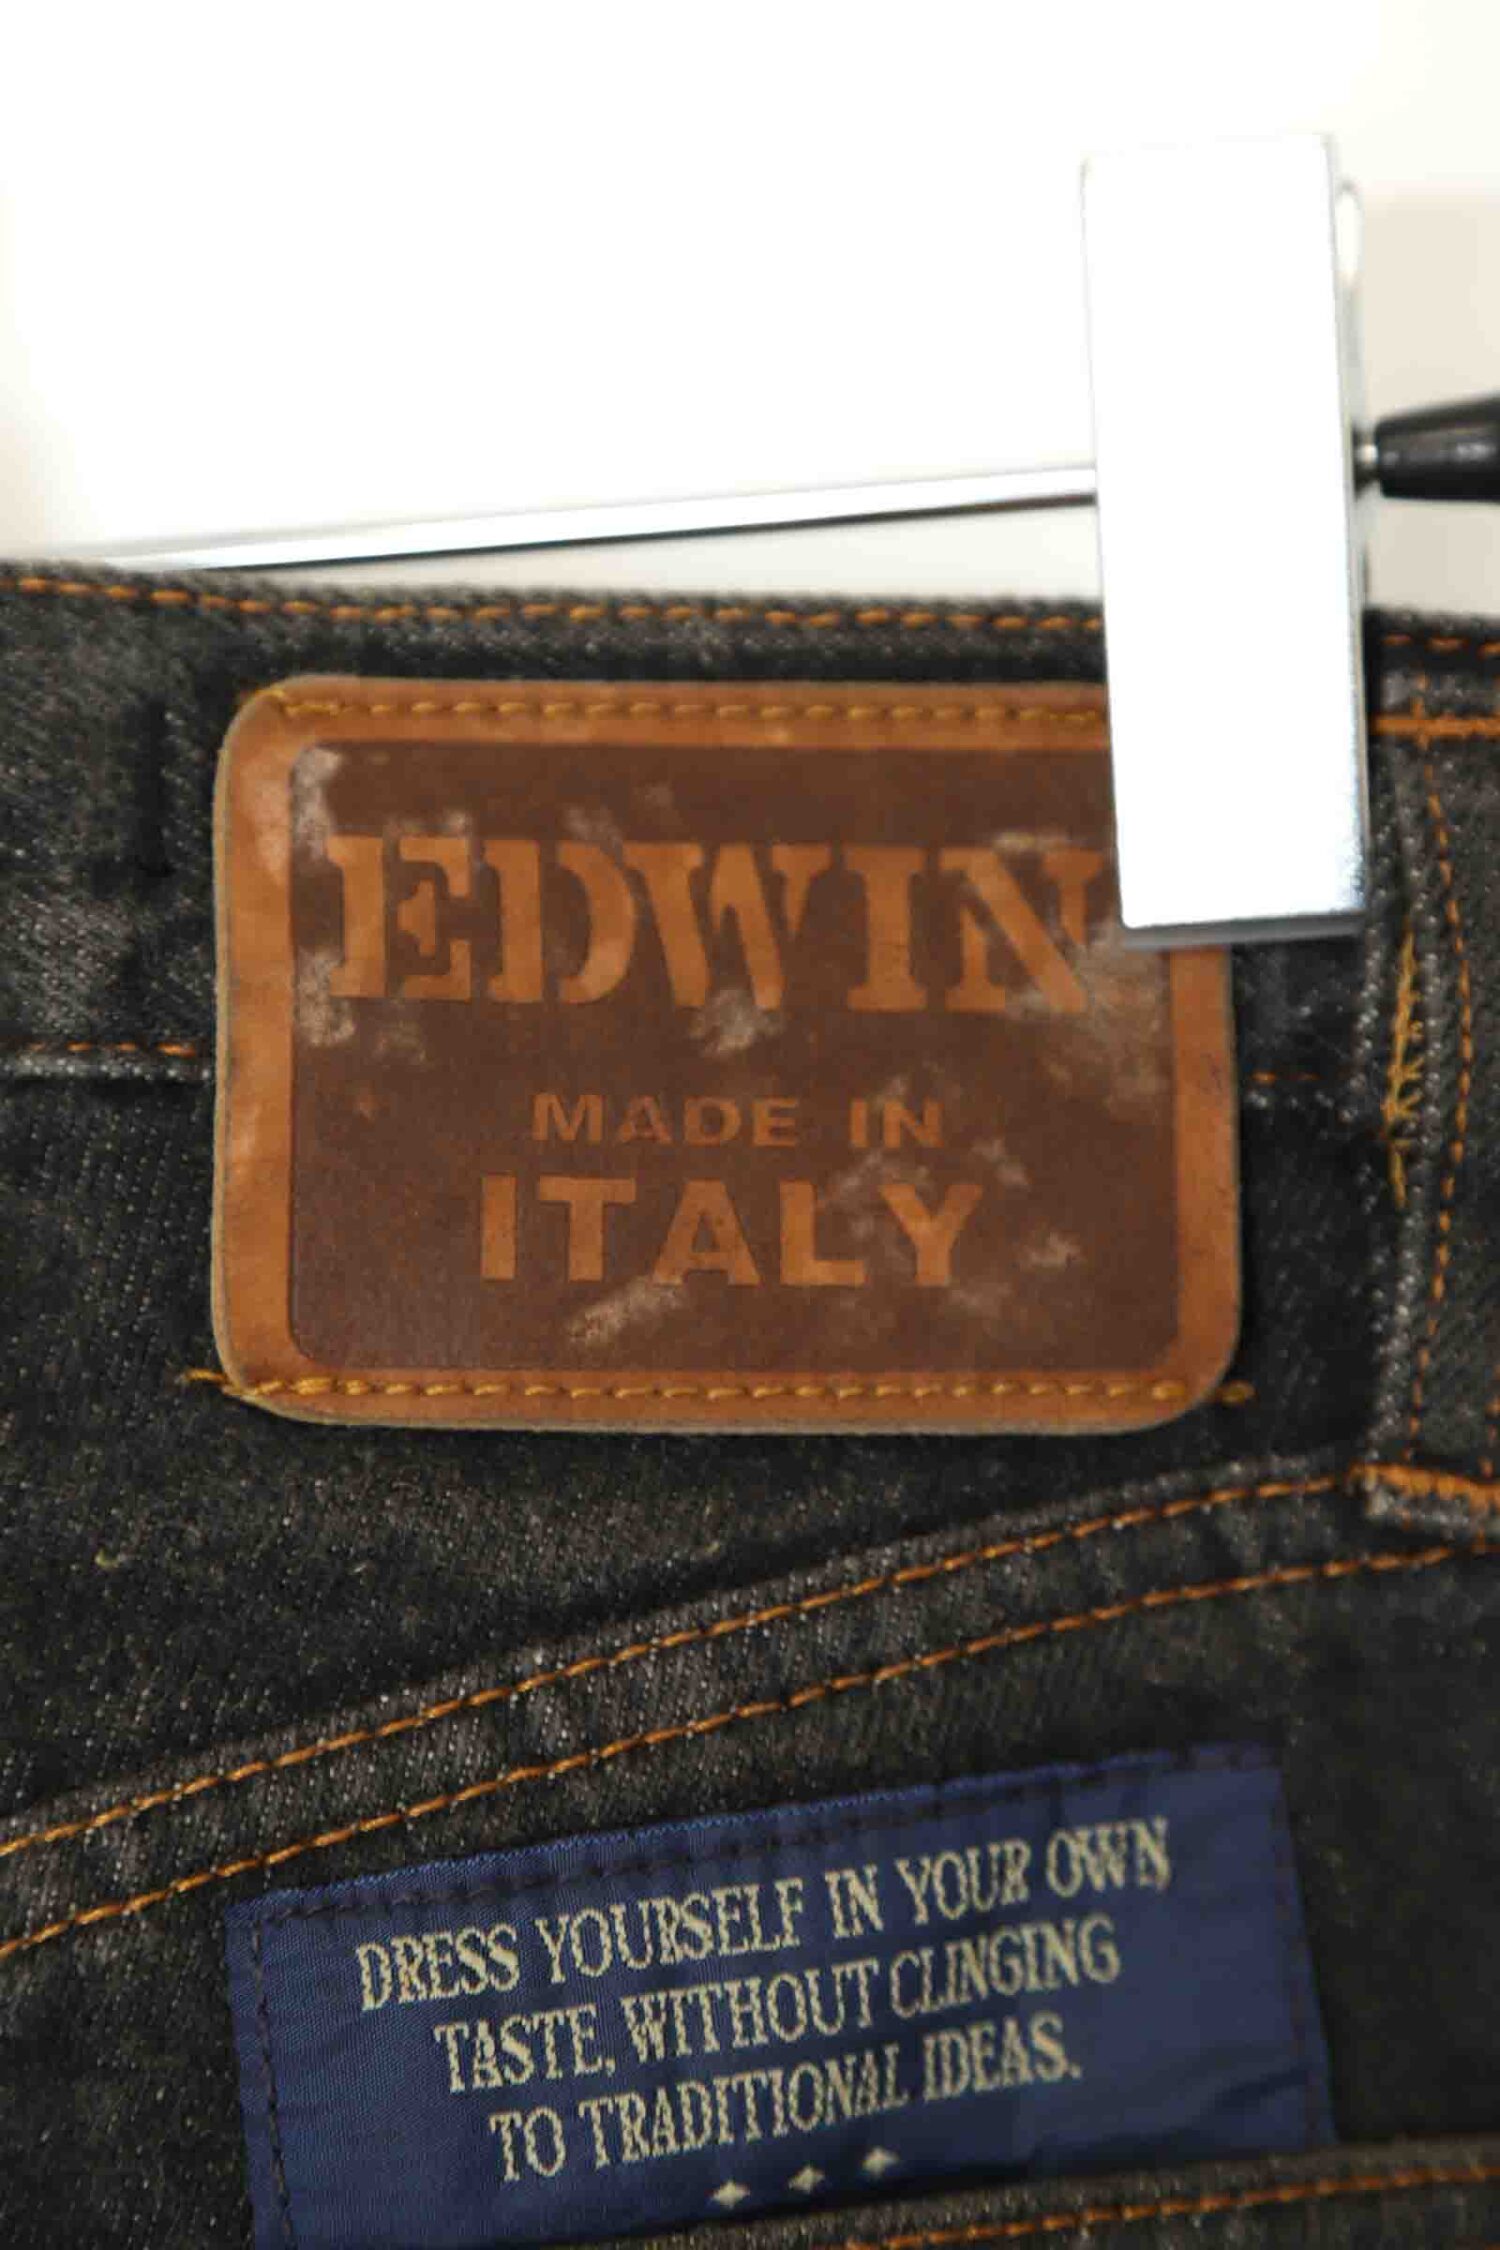 EDWIN
MADE IN
ITALY
DRESS YOURSELF IN YOUR OWN,
TASTE, WITHOUT CLINGING
TO TRADITIONAL IDEAS.